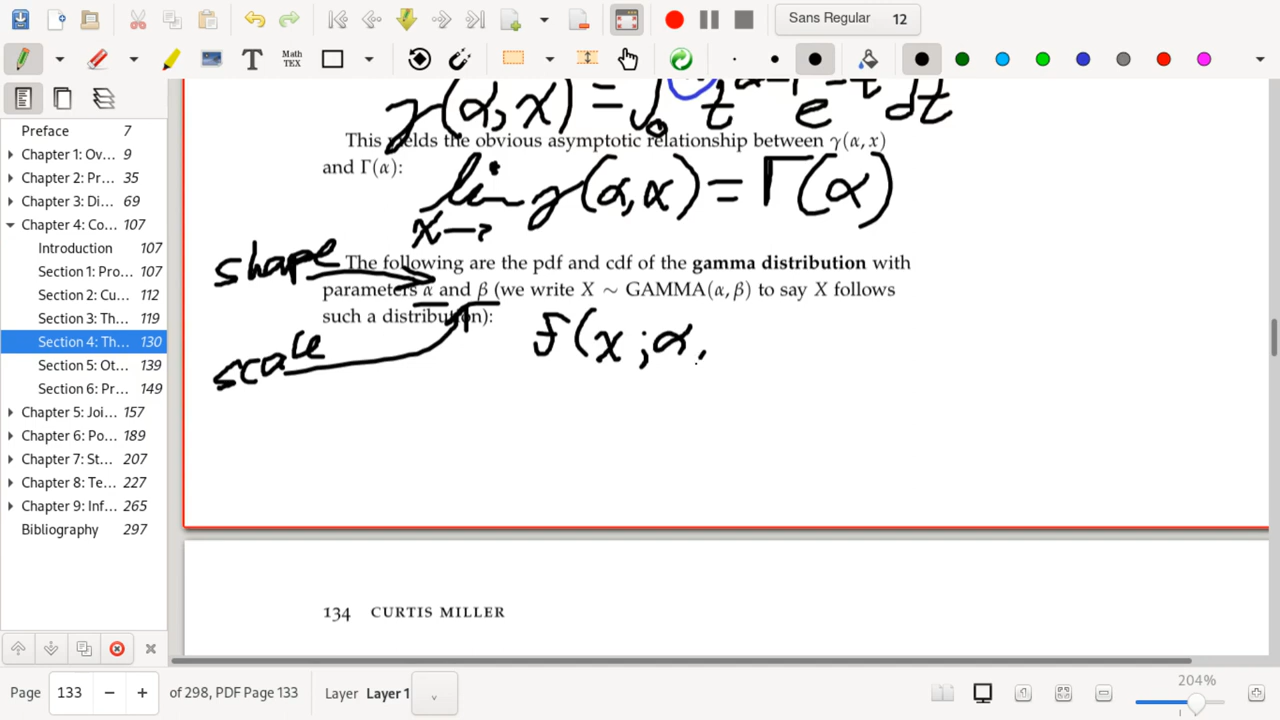 Sans Regular 12
Math
TEX
Preface 7
Chapter 1: Ov... 9
Chapter 2: Pr... 35
Chapter 3: Di... 69
Chapter 4: Co... 107
Introduction 107
Section 1: Pro... 107
Section 2: Cu... 112
Section 3: Th... 119
Section 4: Th... 130
Section 5: Ot... 139
Section 6: Pr... 149
Chapter 5: Joi... 157
Chapter 6: Po... 189
Chapter 7: St... 207
Chapter 8: Te... 227
Chapter 9: Inf... 265
Bibliography 297
γ(α,x) = ∫₀ t^α-1 e^-t dt
This yields the obvious asymptotic relationship between γ(α, x)
and Γ(α):
lim γ(α,x) = Γ(α)
x→
shape
The following are the pdf and cdf of the gamma distribution with
parameters α and β (we write X ∼ GAMMA(α, β) to say X follows
such a distribution):
scale
f(x;α,
134 CURTIS MILLER
Page 133 of 298, PDF Page 133
Layer Layer 1
204%